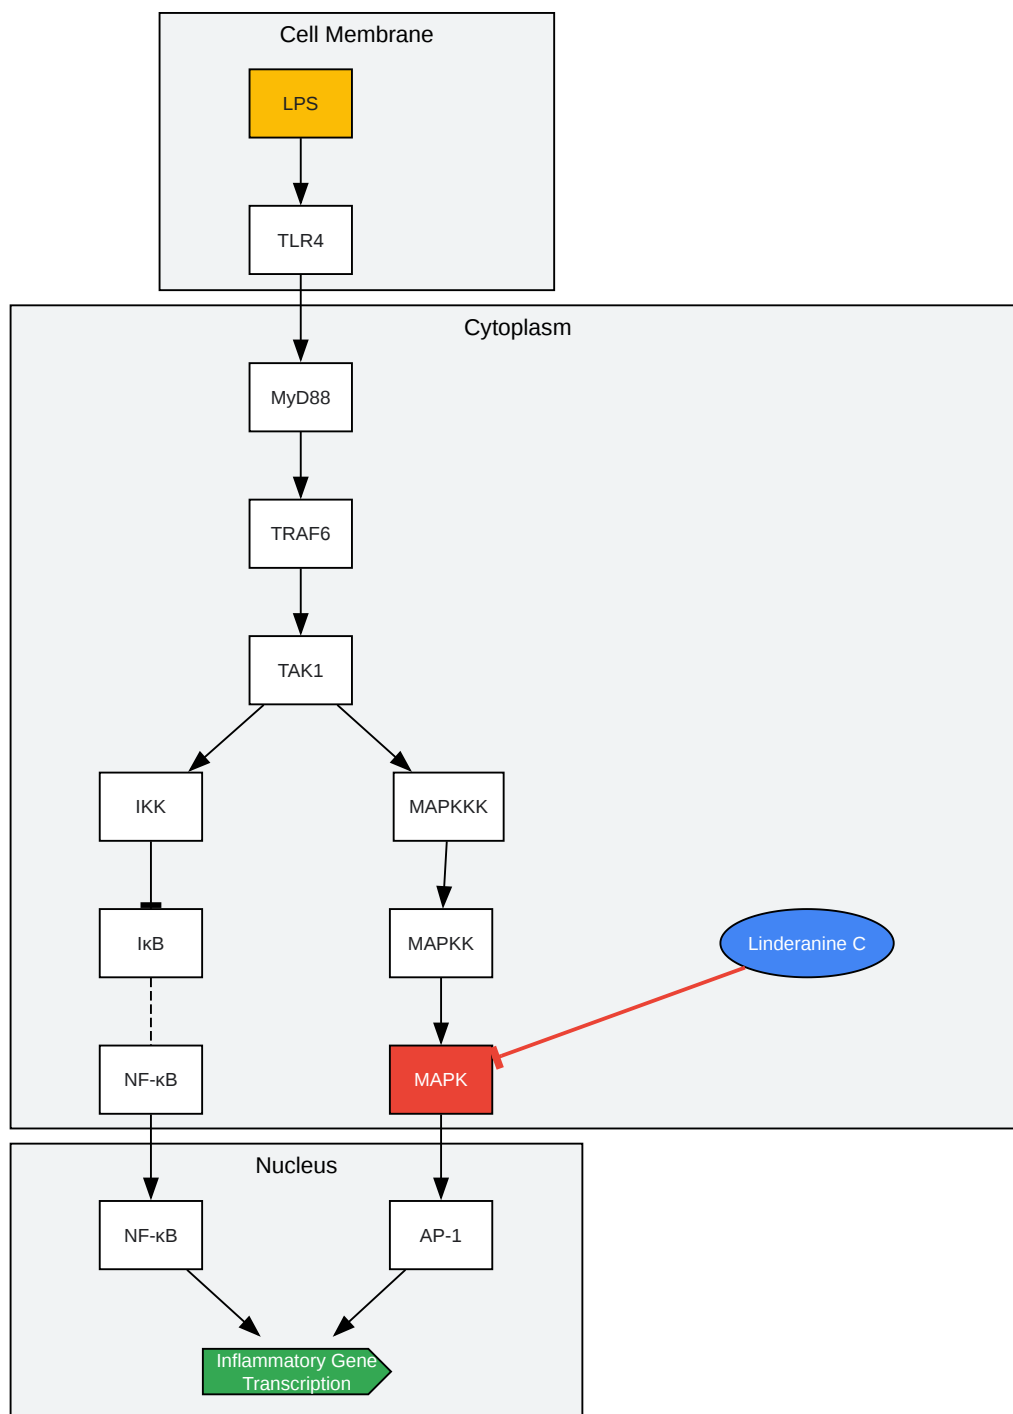 Cell Membrane
LPS
TLR4
Cytoplasm
MyD88
TRAF6
TAK1
IKK
MAPKKK
IκB
MAPKK
Linderanine C
NF-κB
MAPK
Nucleus
NF-κB
AP-1
Inflammatory Gene
Transcription